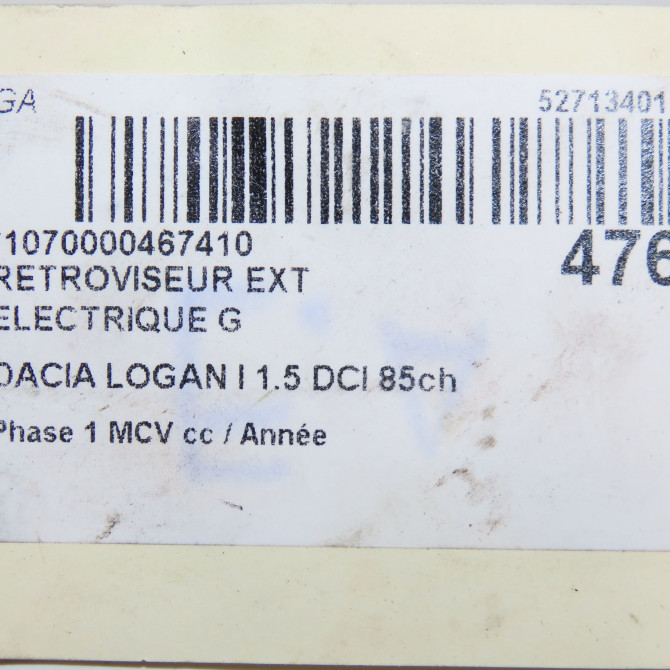 GA 52713401
1070000467410
476
RETROVISEUR EXT
ELECTRIQUE G
DACIA LOGAN I 1.5 DCI 85ch
Phase 1 MCV cc / Année